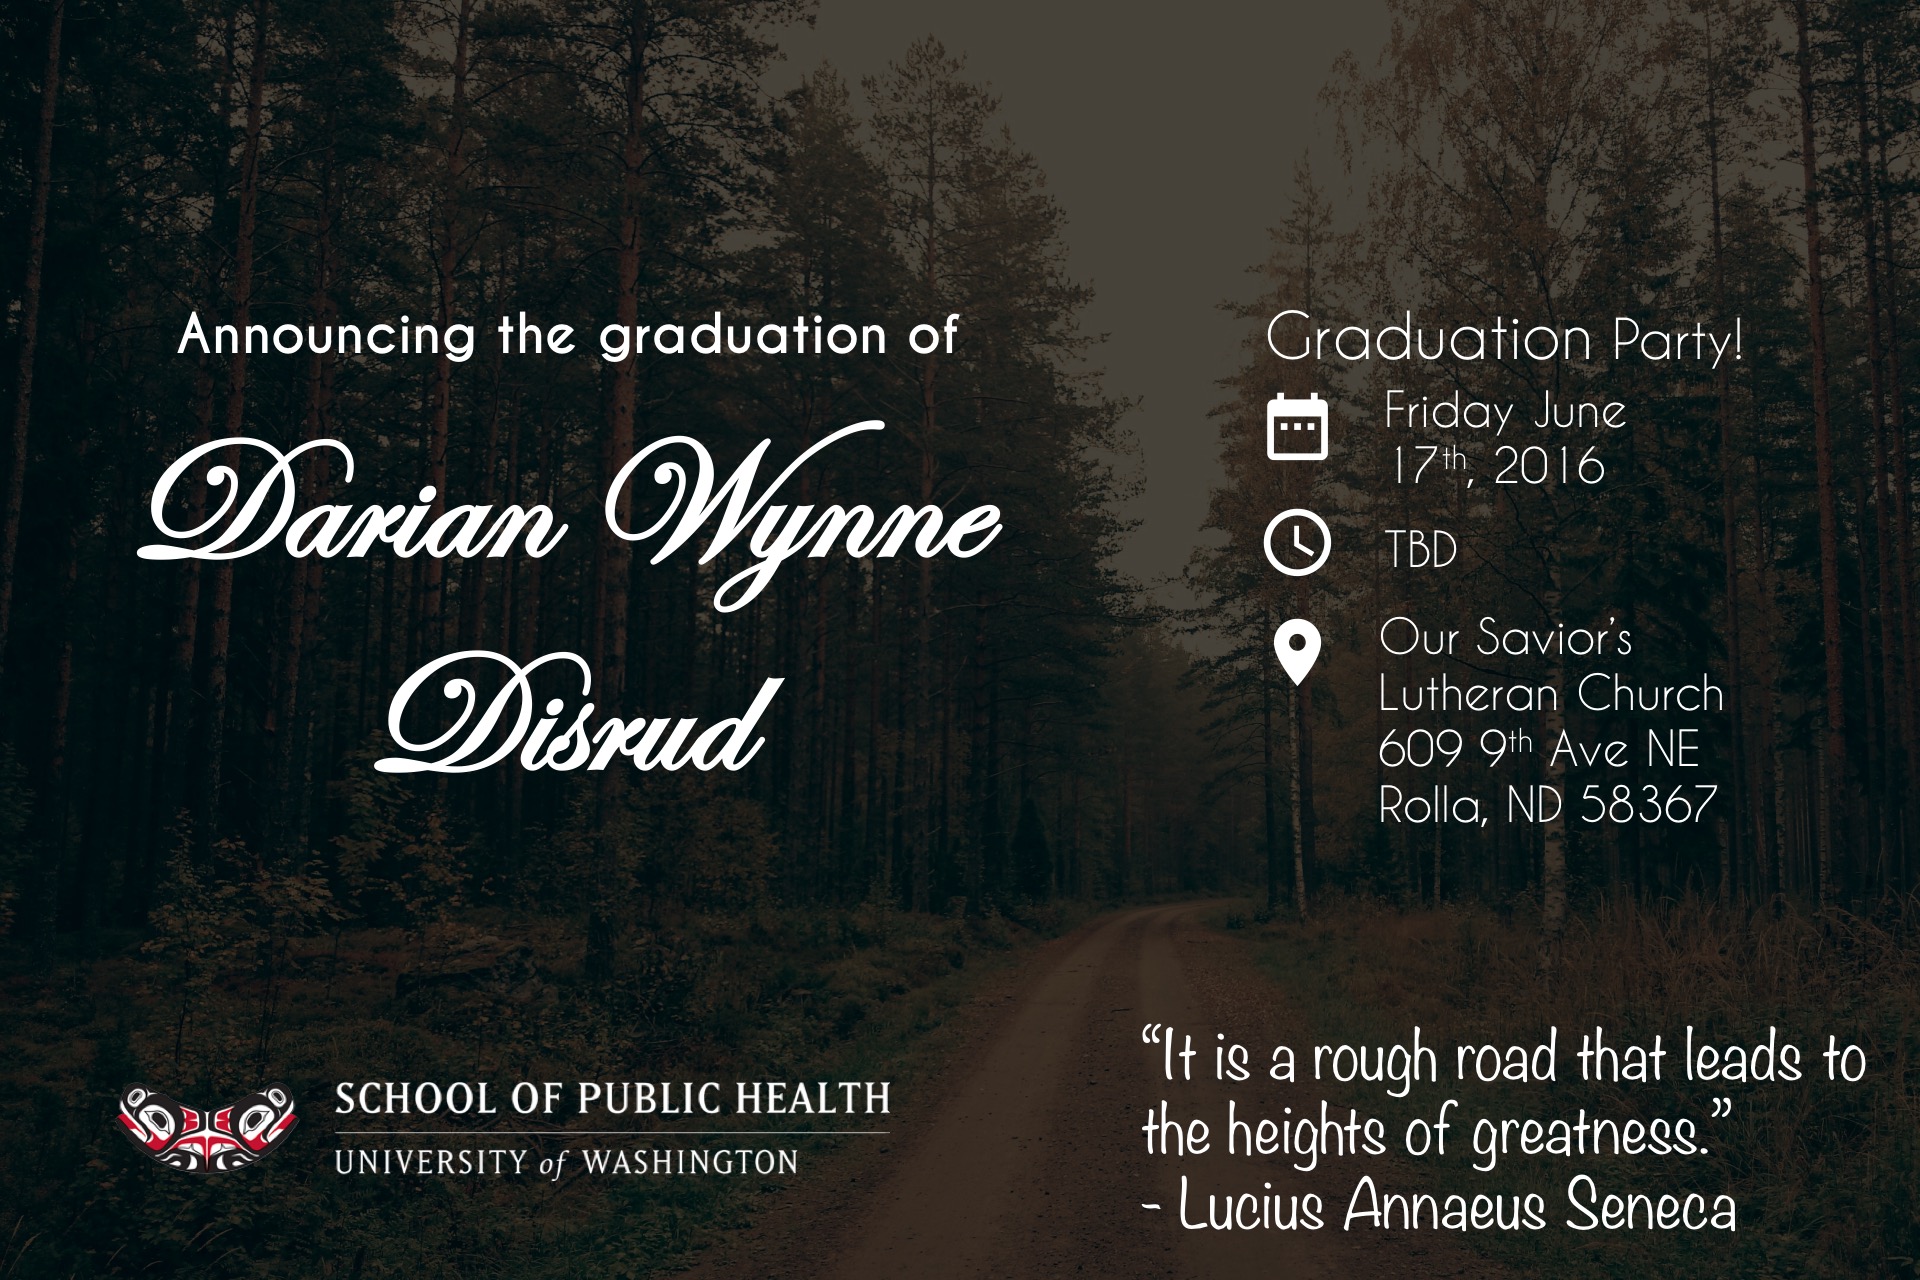 Announcing the graduation of
Darian Wynne
Disrud
Graduation Party!
Friday June
17th, 2016
TBD
Our Savior’s
Lutheran Church
609 9th Ave NE
Rolla, ND 58367
SCHOOL OF PUBLIC HEALTH
UNIVERSITY of WASHINGTON
“It is a rough road that leads to
the heights of greatness.”
- Lucius Annaeus Seneca